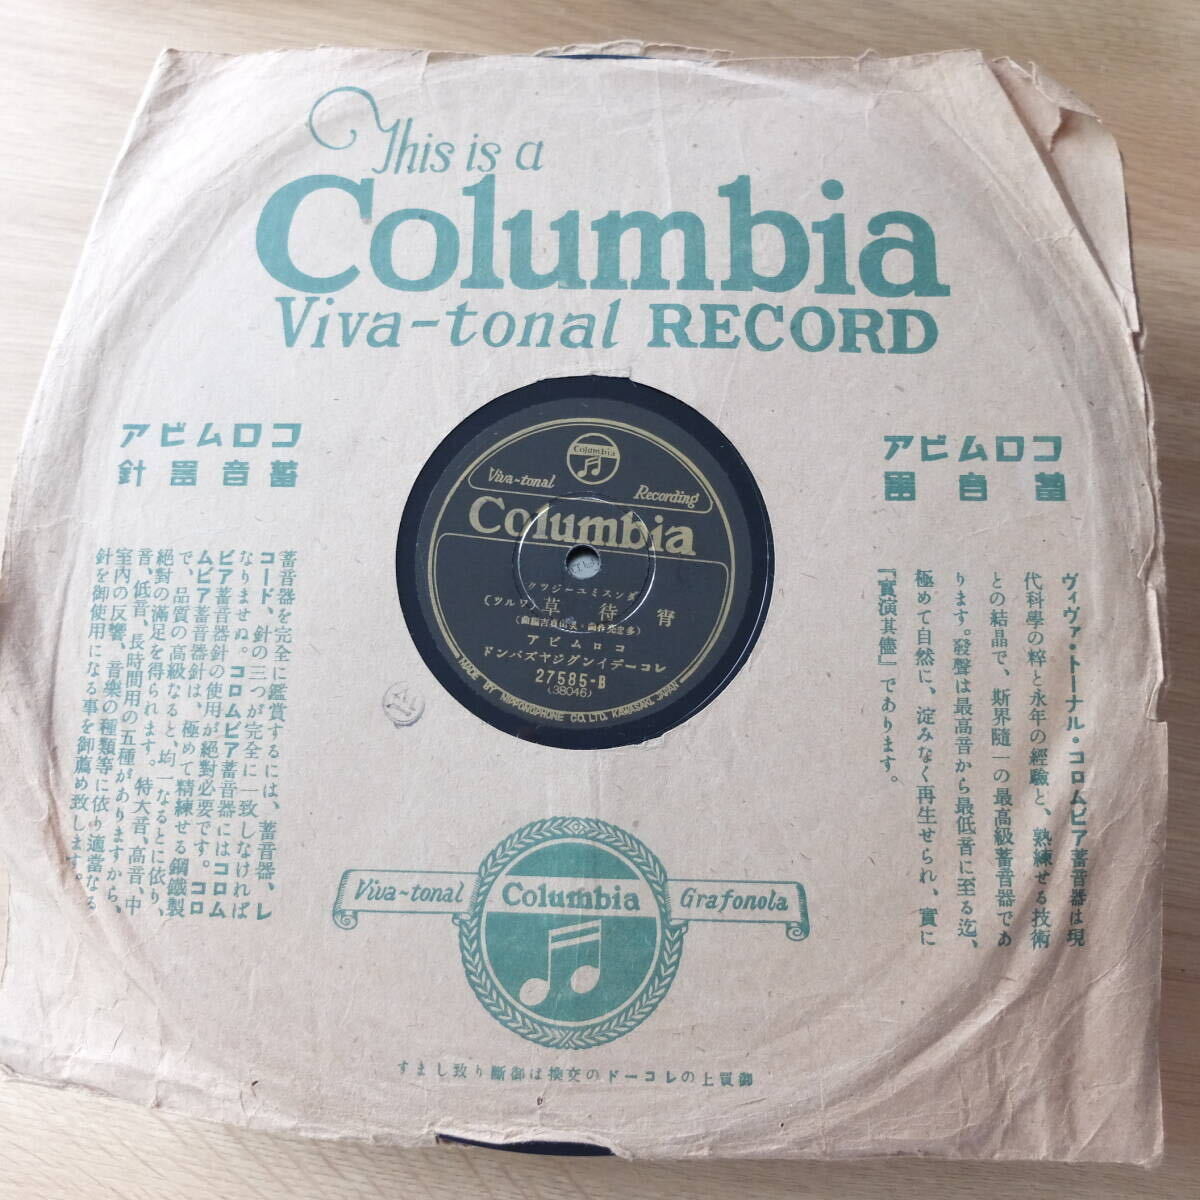 This is a
Columbia
Viva-tonal RECORD
コロムビア
蓄音器
ヴィヴァ・トーナル・コロムビア蓄音器は現
代科學の粹と永年の經驗と、熟練せる技術
との結晶で、斯界隨一の最高級蓄音器であ
ります。發聲は最高音から最低音に至る迄、
極めて自然に、淀みなく再生せられ、實に
『實演其儘』であります。
コロムビア
蓄音器針
蓄音器を完全に鑑賞するには、蓄音器、レ
コード、針の三つが完全に一致しなければ
なりませぬ。コロムビア蓄音器にはコロム
ビア蓄音器針の使用が絶對必要です。コロ
ムビア蓄音器針は、極めて精練せる鋼鐵製
で、品質の高級なると、均一なるとに依り、
絶對の滿足を得られます。特大音、高音、中
音、低音、長時間用の五種がありますから、
室内の反響、音樂の種類等に依り適當なる
針を御使用になる事を御薦め致します。
Columbia
Viva-tonal Recording
Columbia
ダンスミユージツク
宵待草(ワルツ)
コロムビア
レコーデイングジヤズバンド
27585-B
(38046)
MADE BY NIPPONOPHONE CO., LTD. KAWASAKI, JAPAN
Viva-tonal Columbia Grafonola
御買上のレコードの交換は御斷り致します